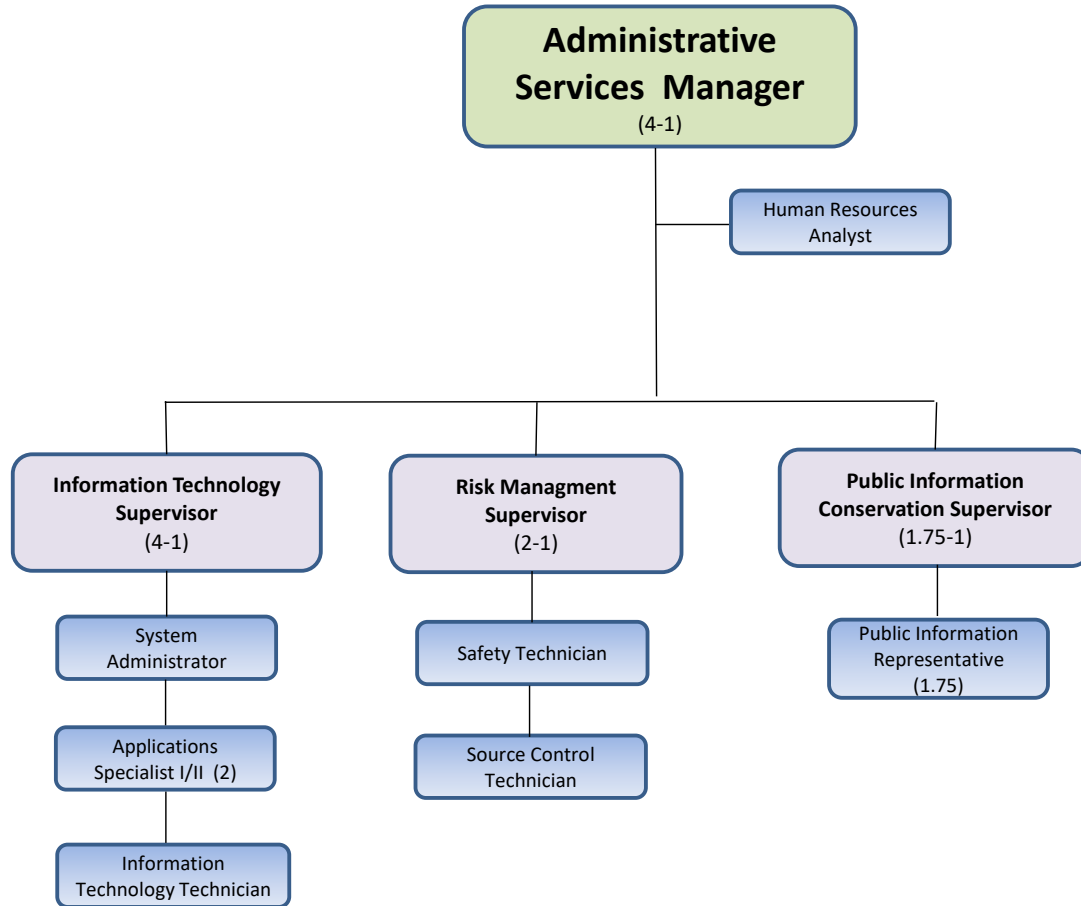 Administrative
Services Manager
(4-1)
Human Resources
Analyst
Information Technology
Supervisor
(4-1)
Risk Managment
Supervisor
(2-1)
Public Information
Conservation Supervisor
(1.75-1)
System
Administrator
Safety Technician
Public Information
Representative
(1.75)
Applications
Specialist I/II (2)
Source Control
Technician
Information
Technology Technician